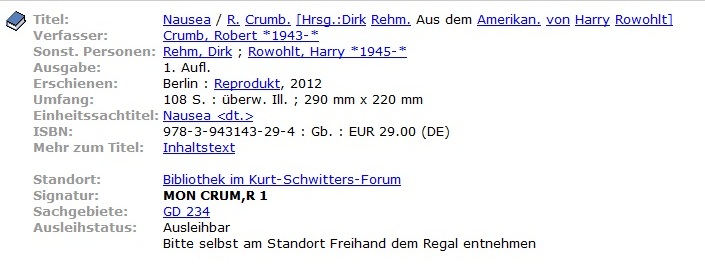 Titel: Nausea / R. Crumb. [Hrsg.:Dirk Rehm. Aus dem Amerikan. von Harry Rowohlt]
Verfasser: Crumb, Robert *1943-*
Sonst. Personen: Rehm, Dirk ; Rowohlt, Harry *1945-*
Ausgabe: 1. Aufl.
Erschienen: Berlin : Reprodukt, 2012
Umfang: 108 S. : überw. Ill. ; 290 mm x 220 mm
Einheitssachtitel: Nausea <dt.>
ISBN: 978-3-943143-29-4 : Gb. : EUR 29.00 (DE)
Mehr zum Titel: Inhaltstext
Standort: Bibliothek im Kurt-Schwitters-Forum
Signatur: MON CRUM,R 1
Sachgebiete: GD 234
Ausleihstatus: Ausleihbar
Bitte selbst am Standort Freihand dem Regal entnehmen